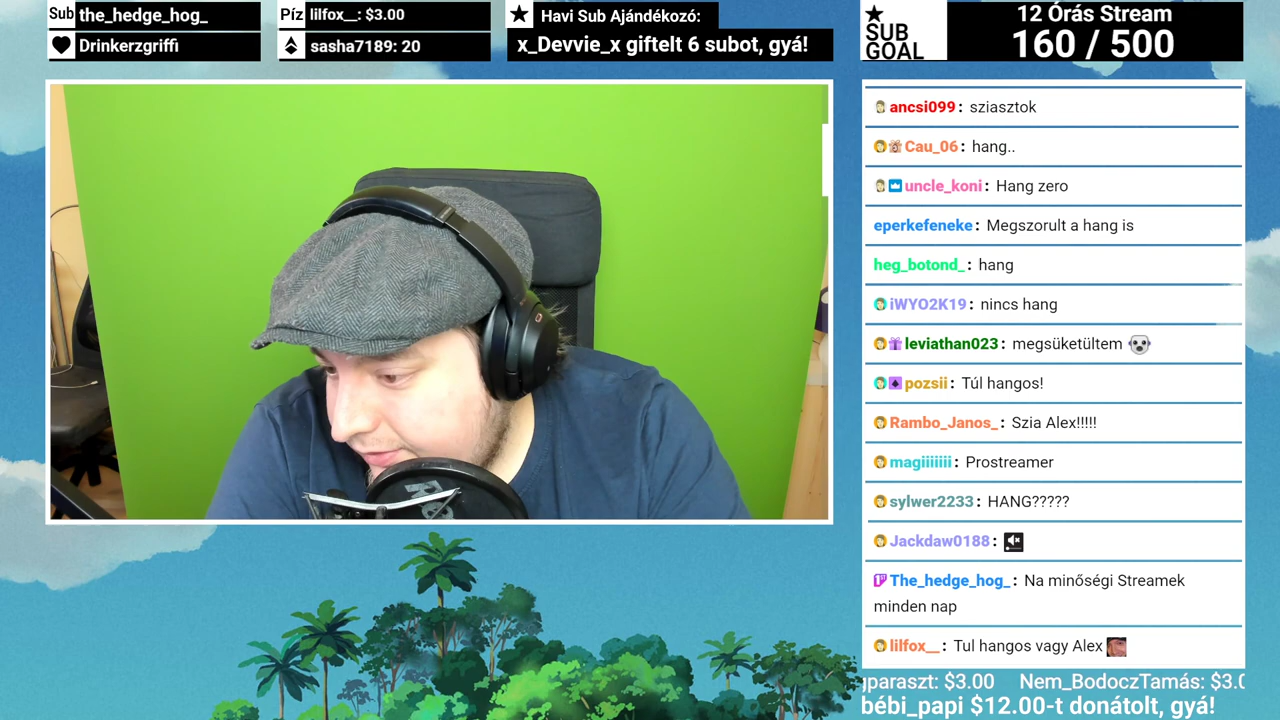 Sub the_hedge_hog_
Drinkerzgriffi
Píz lilfox__: $3.00
sasha7189: 20
Havi Sub Ajándékozó:
x_Devvie_x giftelt 6 subot, gyá!
SUB
GOAL
12 Órás Stream
160 / 500
ancsi099: sziasztok
Cau_06: hang..
uncle_koni: Hang zero
eperkefeneke: Megszorult a hang is
heg_botond_: hang
iWYO2K19: nincs hang
leviathan023: megsüketültem
pozsii: Túl hangos!
Rambo_Janos_: Szia Alex!!!!!
magiiiiiii: Prostreamer
sylwer2233: HANG?????
Jackdaw0188:
The_hedge_hog_: Na minőségi Streamek
minden nap
lilfox__: Tul hangos vagy Alex
paraszt: $3.00 Nem_BodoczTamás: $3.0
bébi_papi $12.00-t donátolt, gyá!